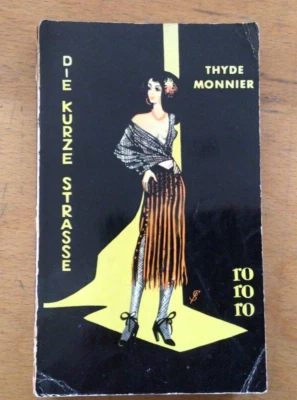 DIE KURZE STRASSE
THYDE
MONNIER
ro
ro
ro